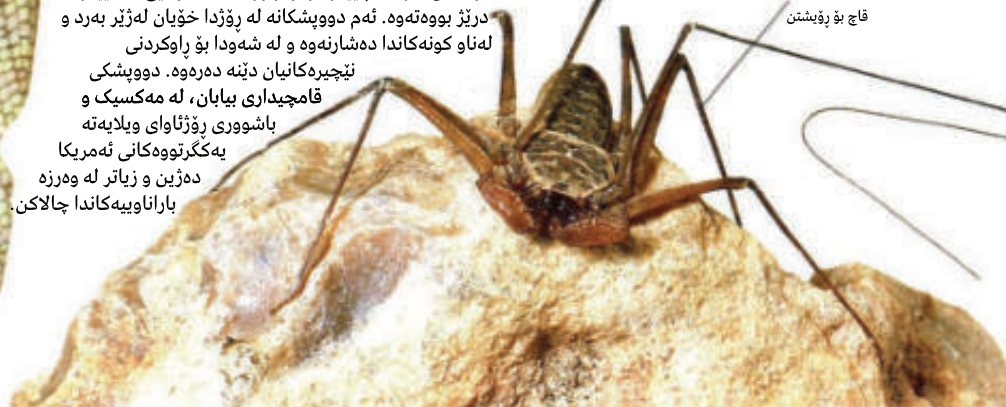 درێژ بووەتەوە. ئەم دووپشکانە لە ڕۆژدا خۆیان لەژێر بەرد و
لەناو کونەکاندا دەشارنەوە و لە شەودا بۆ ڕاوکردنی
نێچیرەکانیان دێنە دەرەوە. دووپشکی
قامچیداری بیابان، لە مەکسیک و
باشووری ڕۆژئاوای ویلایەتە
یەکگرتووەکانی ئەمریکا
دەژین و زیاتر لە وەرزە
باراناوییەکاندا چالاکن.
قاچ بۆ ڕۆیشتن